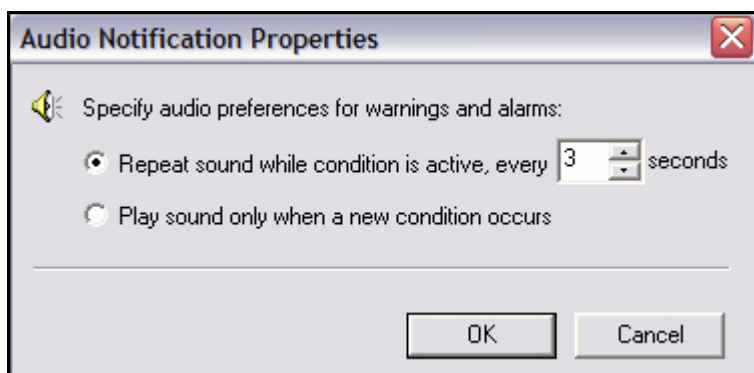 Audio Notification Properties
Specify audio preferences for warnings and alarms:
Repeat sound while condition is active, every 3 seconds
Play sound only when a new condition occurs
OK Cancel